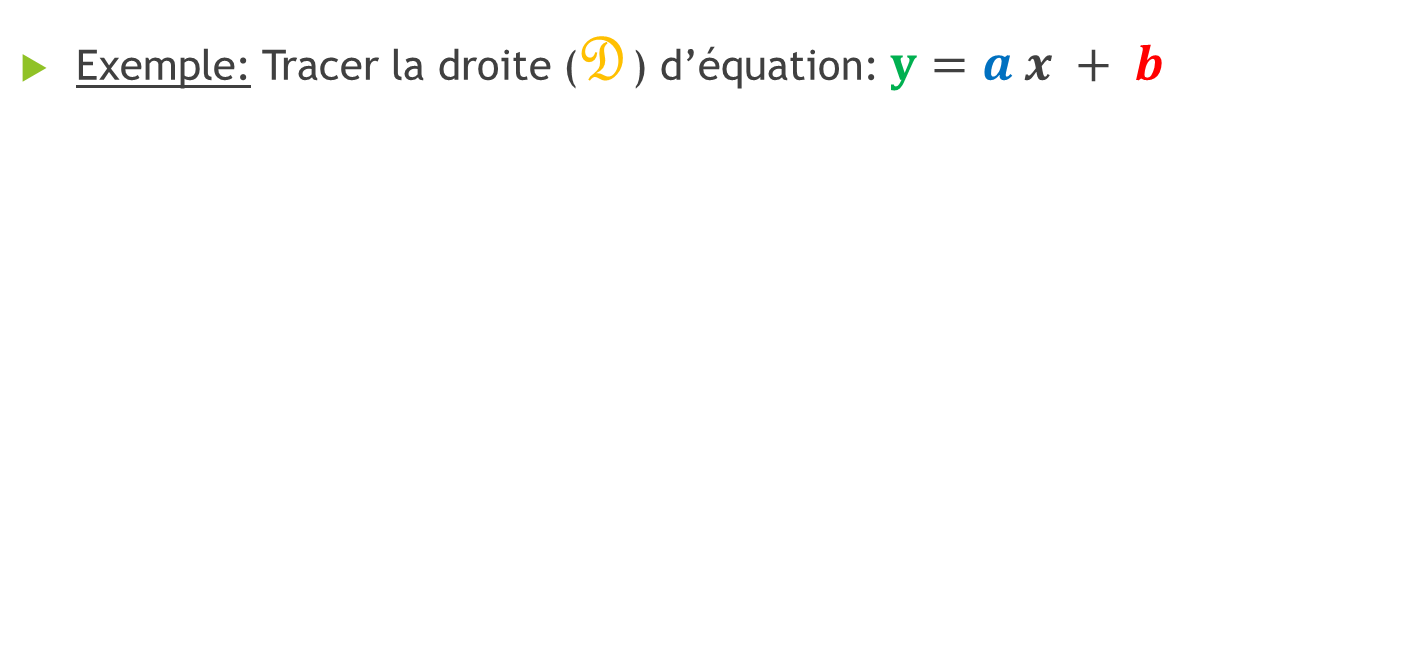 Exemple: Tracer la droite (𝒟) d’équation: y = a x + b